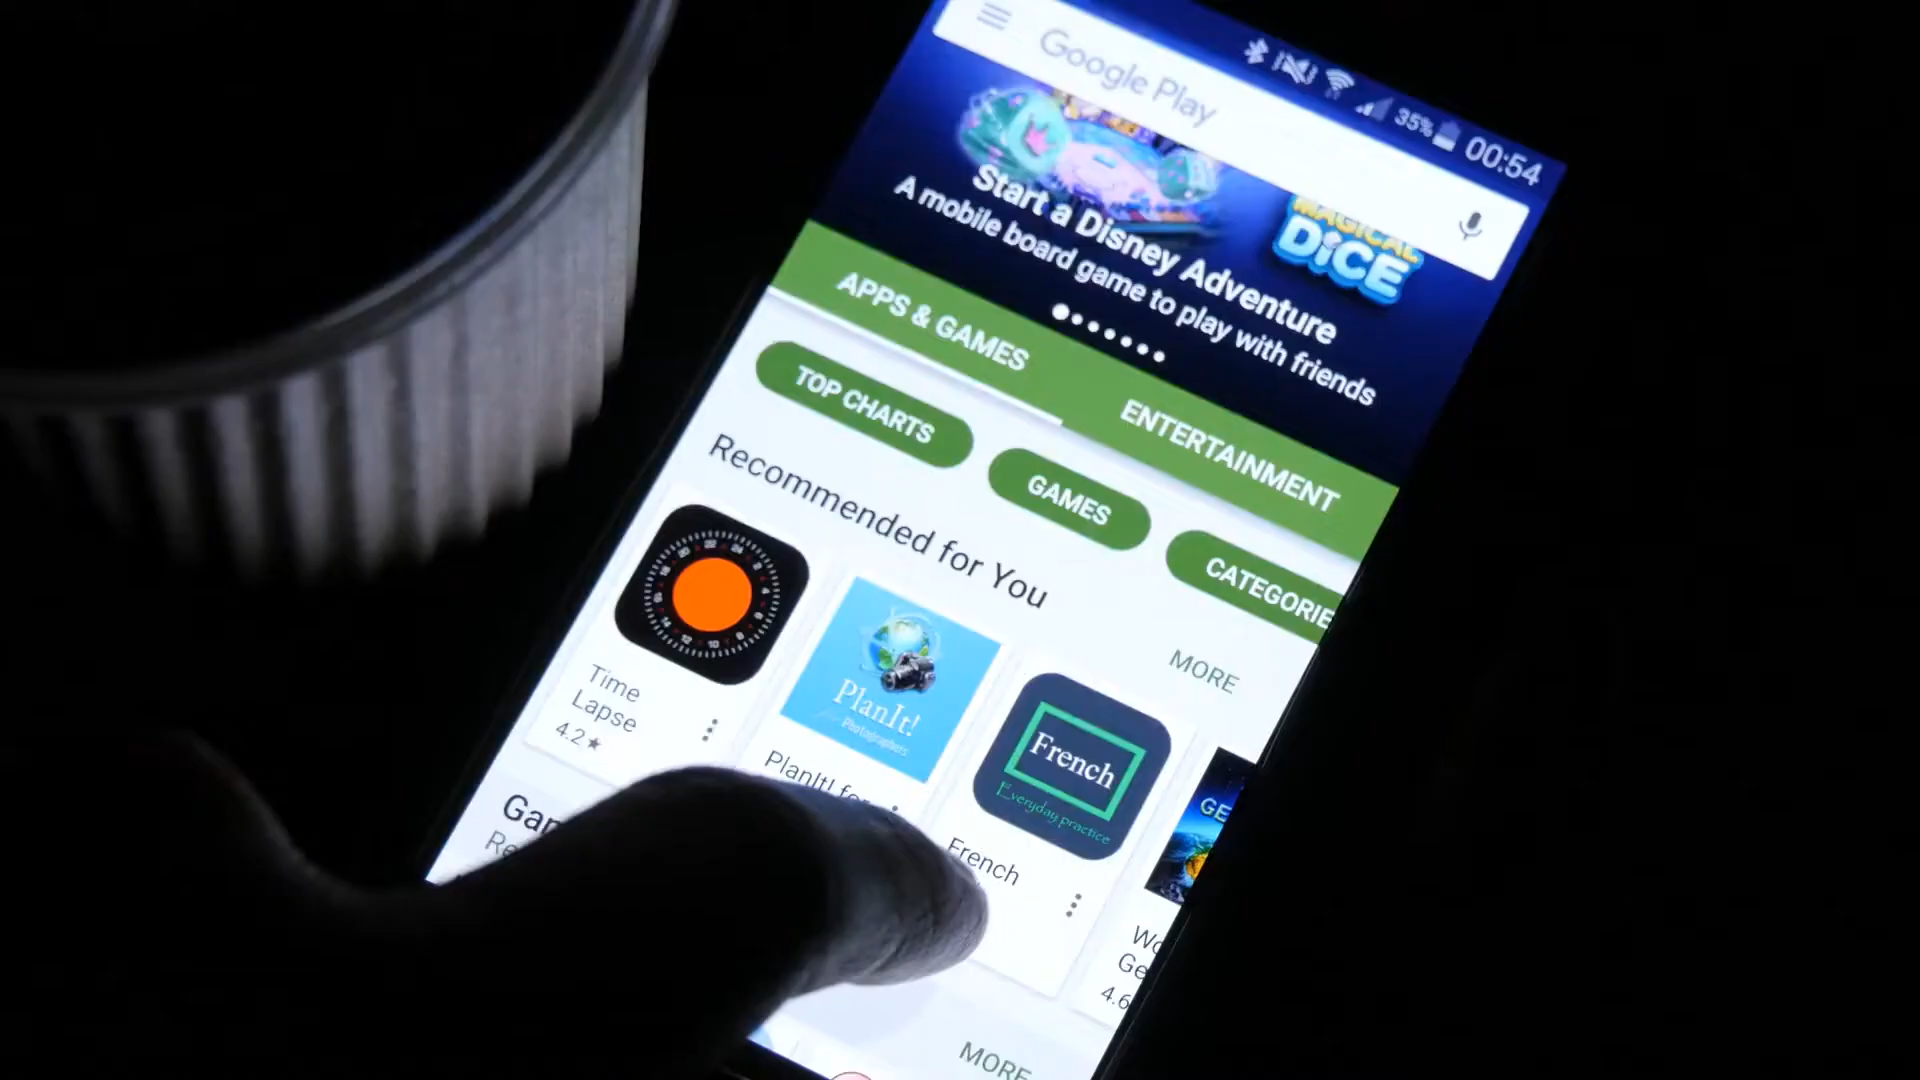 35% 00:54
Google Play
MAGICAL
DiCE
Start a Disney Adventure
A mobile board game to play with friends
APPS & GAMES
ENTERTAINMENT
TOP CHARTS
GAMES
CATEGORIE
Recommended for You
MORE
PlanIt!
Photographers
French
Everyday practice
GE
Time
Lapse
4.2★
PlanIt! for
French
Wo
Ge
4.6
Gam
Re
MORE